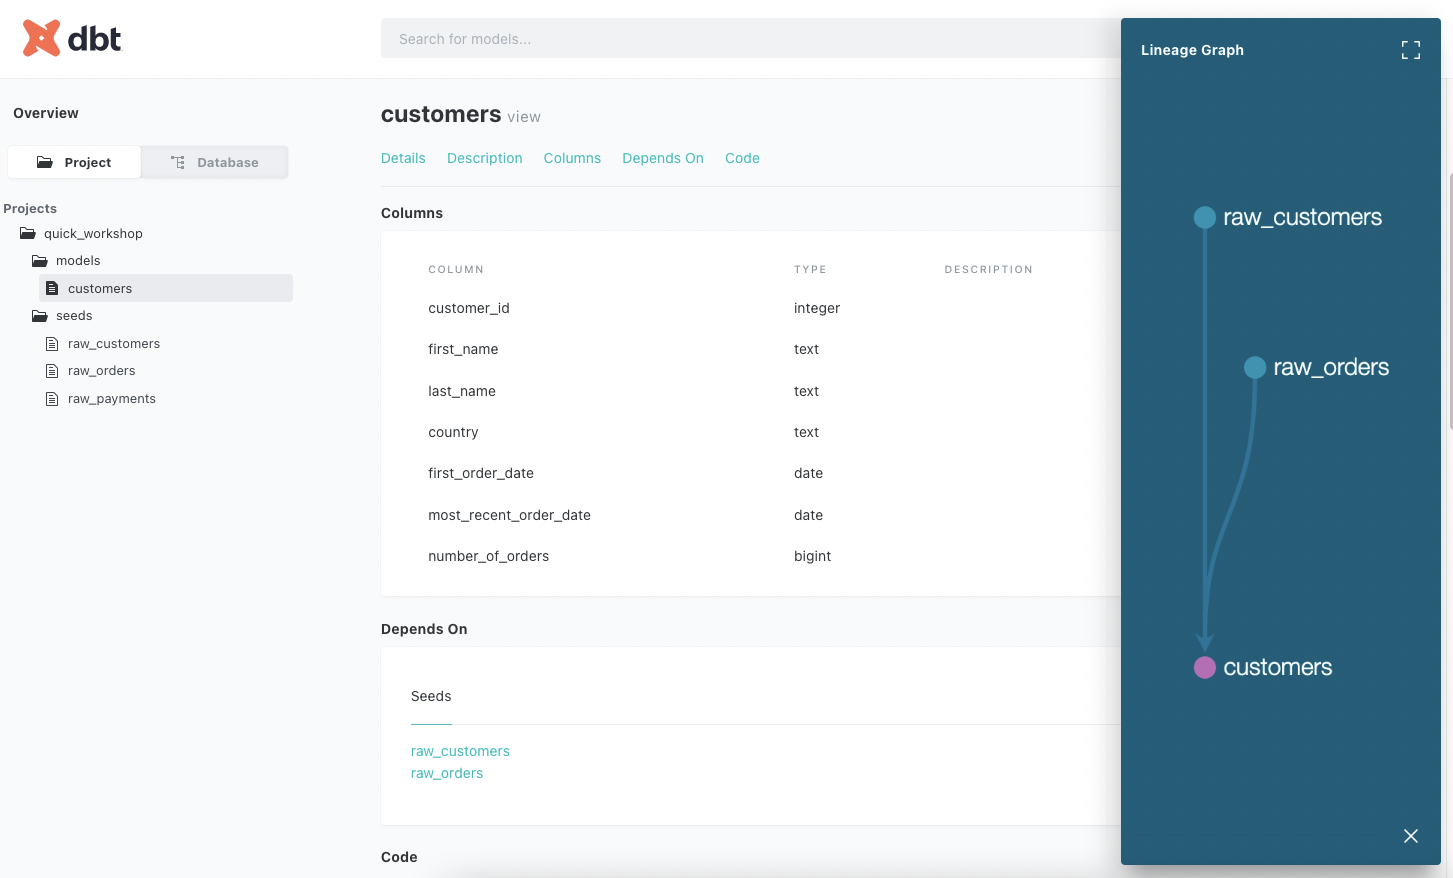 dbt
Search for models...
Overview
Project
Database
Projects
quick_workshop
models
customers
seeds
raw_customers
raw_orders
raw_payments
customers view
Details Description Columns Depends On Code
Columns
COLUMN TYPE DESCRIPTION
customer_id integer
first_name text
last_name text
country text
first_order_date date
most_recent_order_date date
number_of_orders bigint
Depends On
Seeds
raw_customers
raw_orders
Code
Lineage Graph
raw_customers
raw_orders
customers